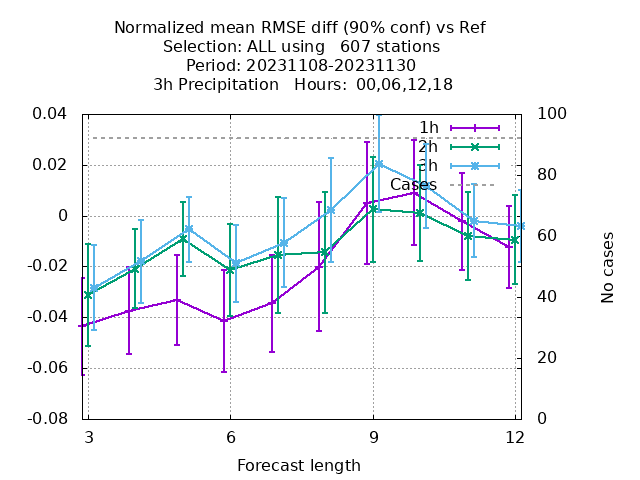 Normalized mean RMSE diff (90% conf) vs Ref
Selection: ALL using   607 stations
Period: 20231108-20231130
3h Precipitation   Hours:  00,06,12,18
0.04
0.02
0
-0.02
-0.04
-0.06
-0.08
100
80
60
40
20
0
1h
2h
3h
Cases
No cases
3
6
9
12
Forecast length